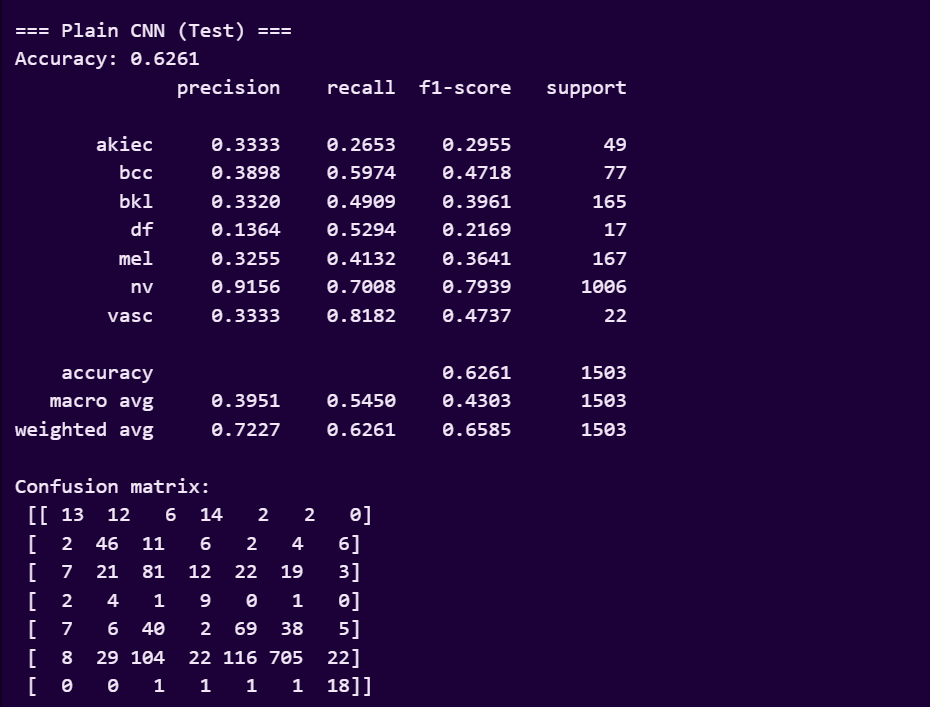 === Plain CNN (Test) ===
Accuracy: 0.6261
precision recall f1-score support
akiec 0.3333 0.2653 0.2955 49
bcc 0.3898 0.5974 0.4718 77
bkl 0.3320 0.4909 0.3961 165
df 0.1364 0.5294 0.2169 17
mel 0.3255 0.4132 0.3641 167
nv 0.9156 0.7008 0.7939 1006
vasc 0.3333 0.8182 0.4737 22
accuracy 0.6261 1503
macro avg 0.3951 0.5450 0.4303 1503
weighted avg 0.7227 0.6261 0.6585 1503
Confusion matrix:
[[ 13 12 6 14 2 2 0]
[ 2 46 11 6 2 4 6]
[ 7 21 81 12 22 19 3]
[ 2 4 1 9 0 1 0]
[ 7 6 40 2 69 38 5]
[ 8 29 104 22 116 705 22]
[ 0 0 1 1 1 1 18]]